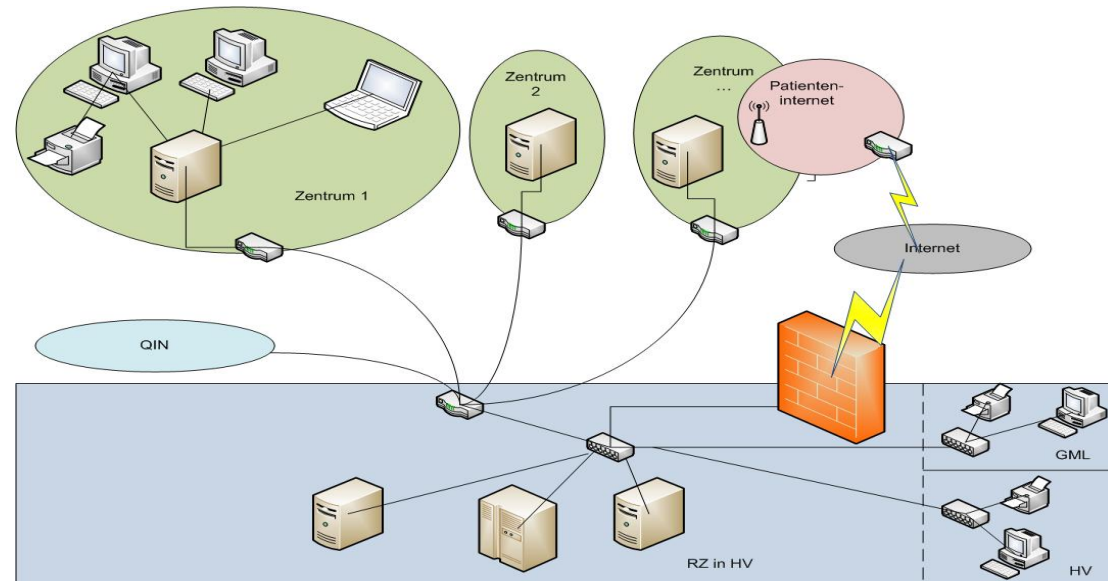 Zentrum
2
Zentrum
...
Patienten-
internet
Zentrum 1
Internet
QIN
GML
RZ in HV
HV